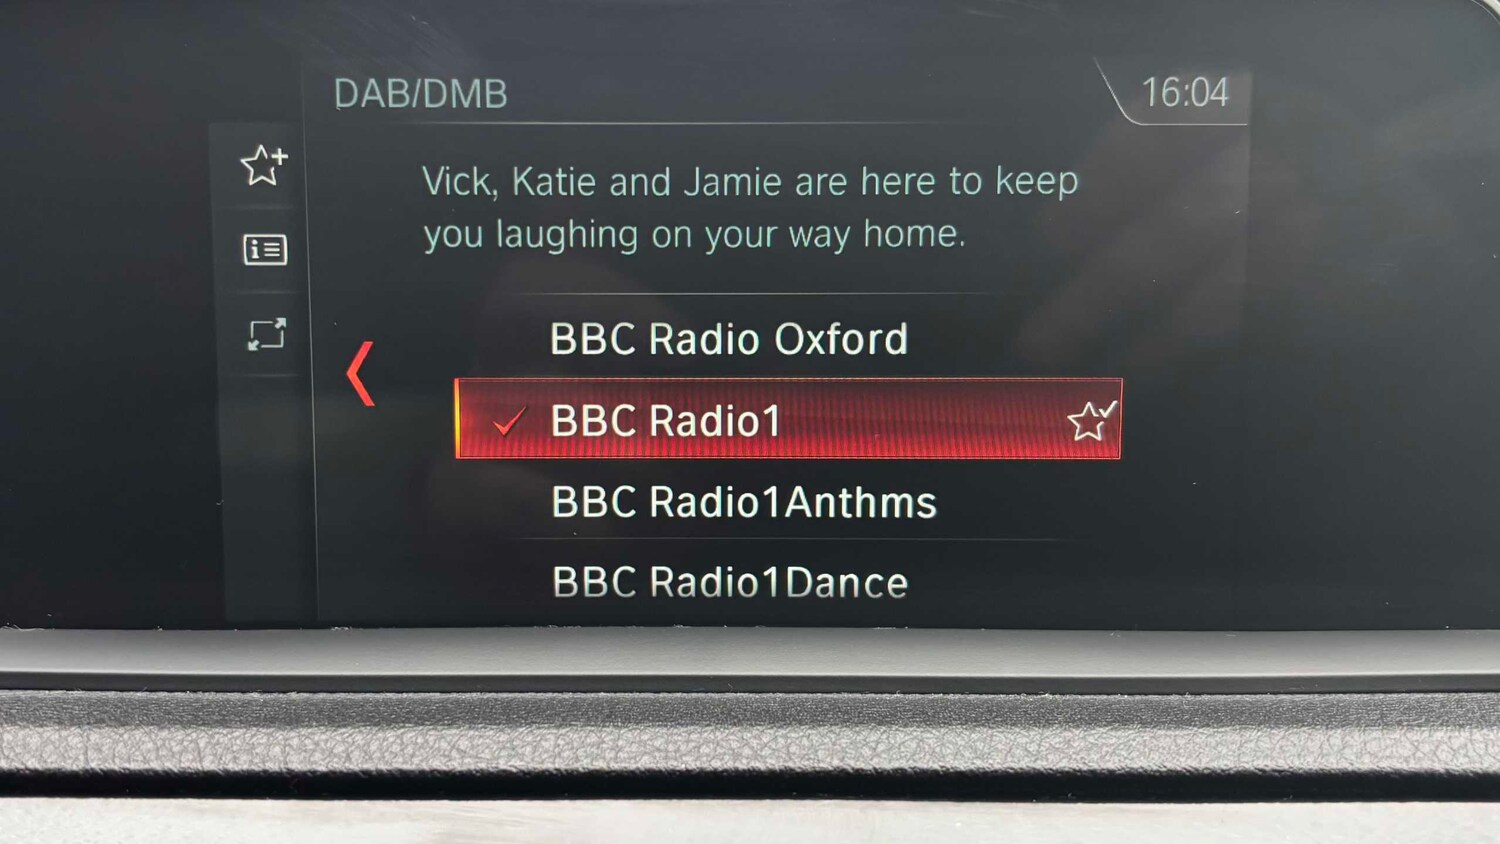 DAB/DMB
16:04
Vick, Katie and Jamie are here to keep
you laughing on your way home.
BBC Radio Oxford
BBC Radio1
BBC Radio1Anthms
BBC Radio1Dance